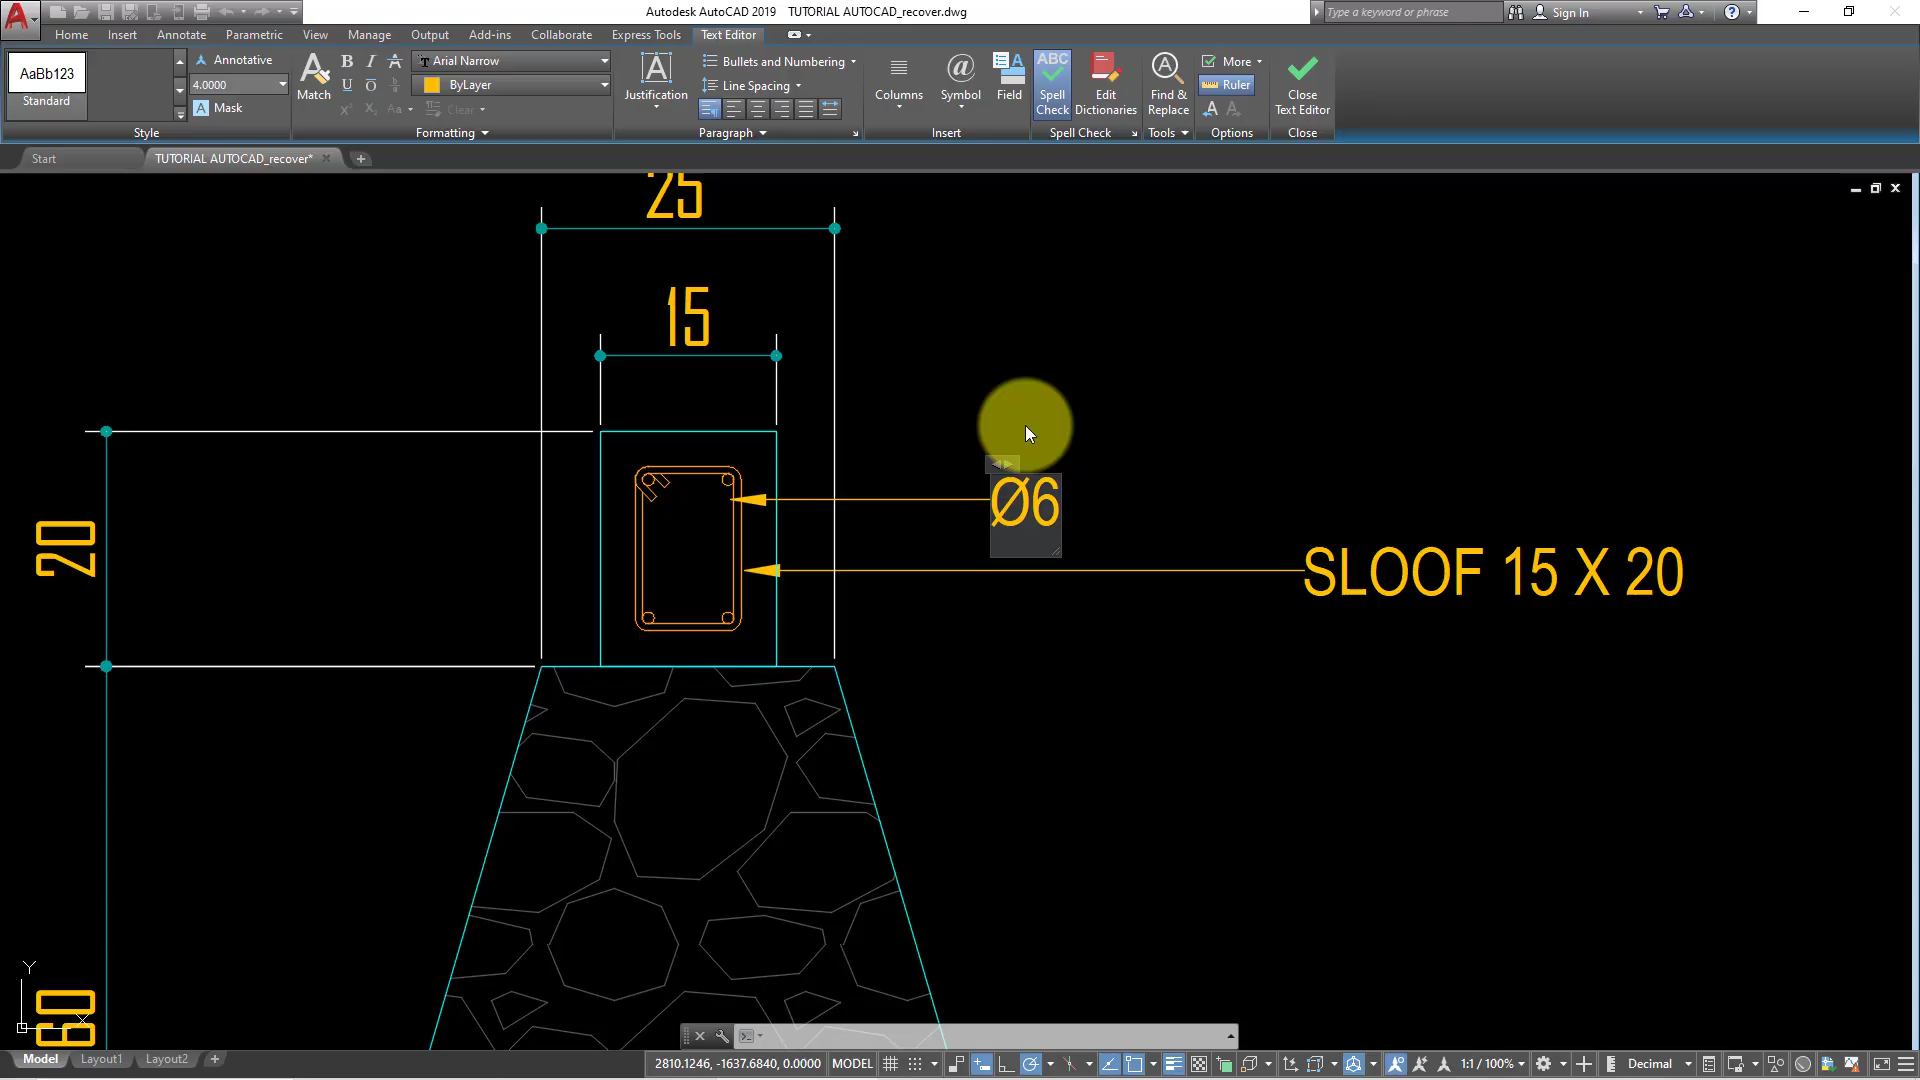 Autodesk AutoCAD 2019 TUTORIAL AUTOCAD_recover.dwg
Type a keyword or phrase
Sign In
Home Insert Annotate Parametric View Manage Output Add-ins Collaborate Express Tools Text Editor
AaBb123
Standard
Annotative
4.0000
Mask
Style
Match
Arial Narrow
ByLayer
Clear
Formatting
Justification
Bullets and Numbering
Line Spacing
Paragraph
Columns
Symbol
Field
Insert
ABC
Spell
Check
Edit
Dictionaries
Spell Check
Find &
Replace
Tools
More
Ruler
Options
Close
Text Editor
Close
Start
TUTORIAL AUTOCAD_recover*
25
15
20
Ø6
SLOOF 15 X 20
60
Y
X
Model Layout1 Layout2
2810.1246, -1637.6840, 0.0000 MODEL
1:1 / 100%
Decimal